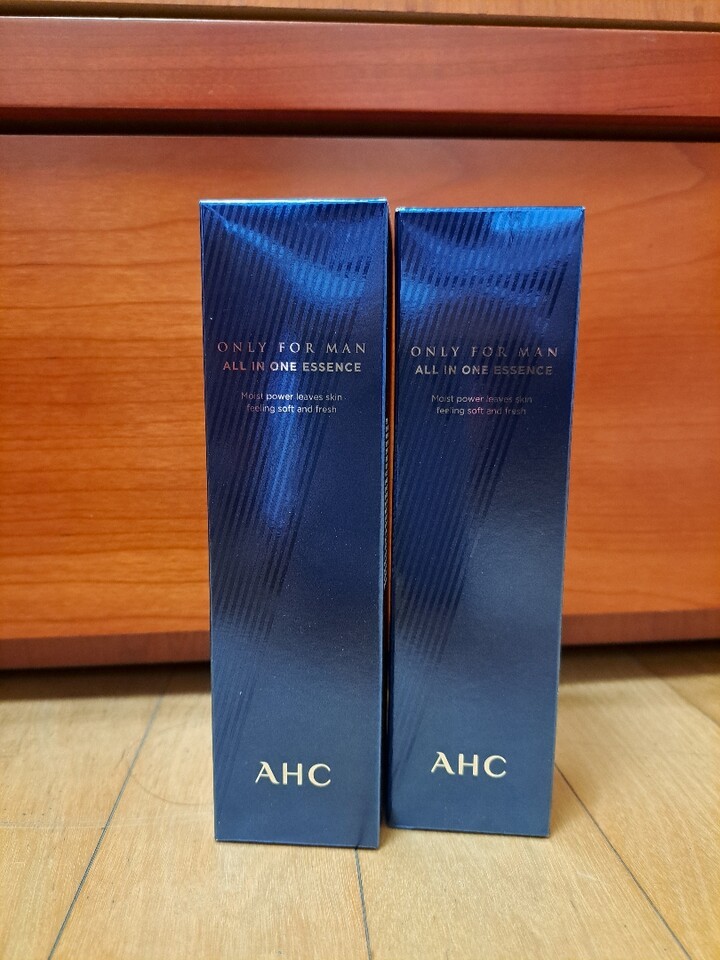 ONLY FOR MAN
ALL IN ONE ESSENCE
Moist power leaves skin
feeling soft and fresh
AHC
ONLY FOR MAN
ALL IN ONE ESSENCE
Moist power leaves skin
feeling soft and fresh
AHC